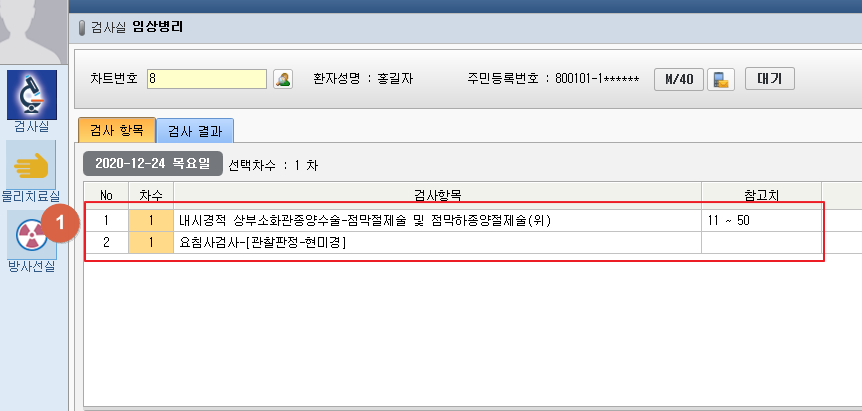 검사실 임상병리
차트번호 8 환자성명 : 홍길자 주민등록번호 : 800101-1****** M/40 대기
검사실
물리치료실
방사선실
1
검사 항목 검사 결과
2020-12-24 목요일 선택차수 : 1 차
No 차수 검사항목 참고치
1 1 내시경적 상부소화관종양수술-점막절제술 및 점막하종양절제술(위) 11 ~ 50
2 1 요침사검사-[관찰판정-현미경]